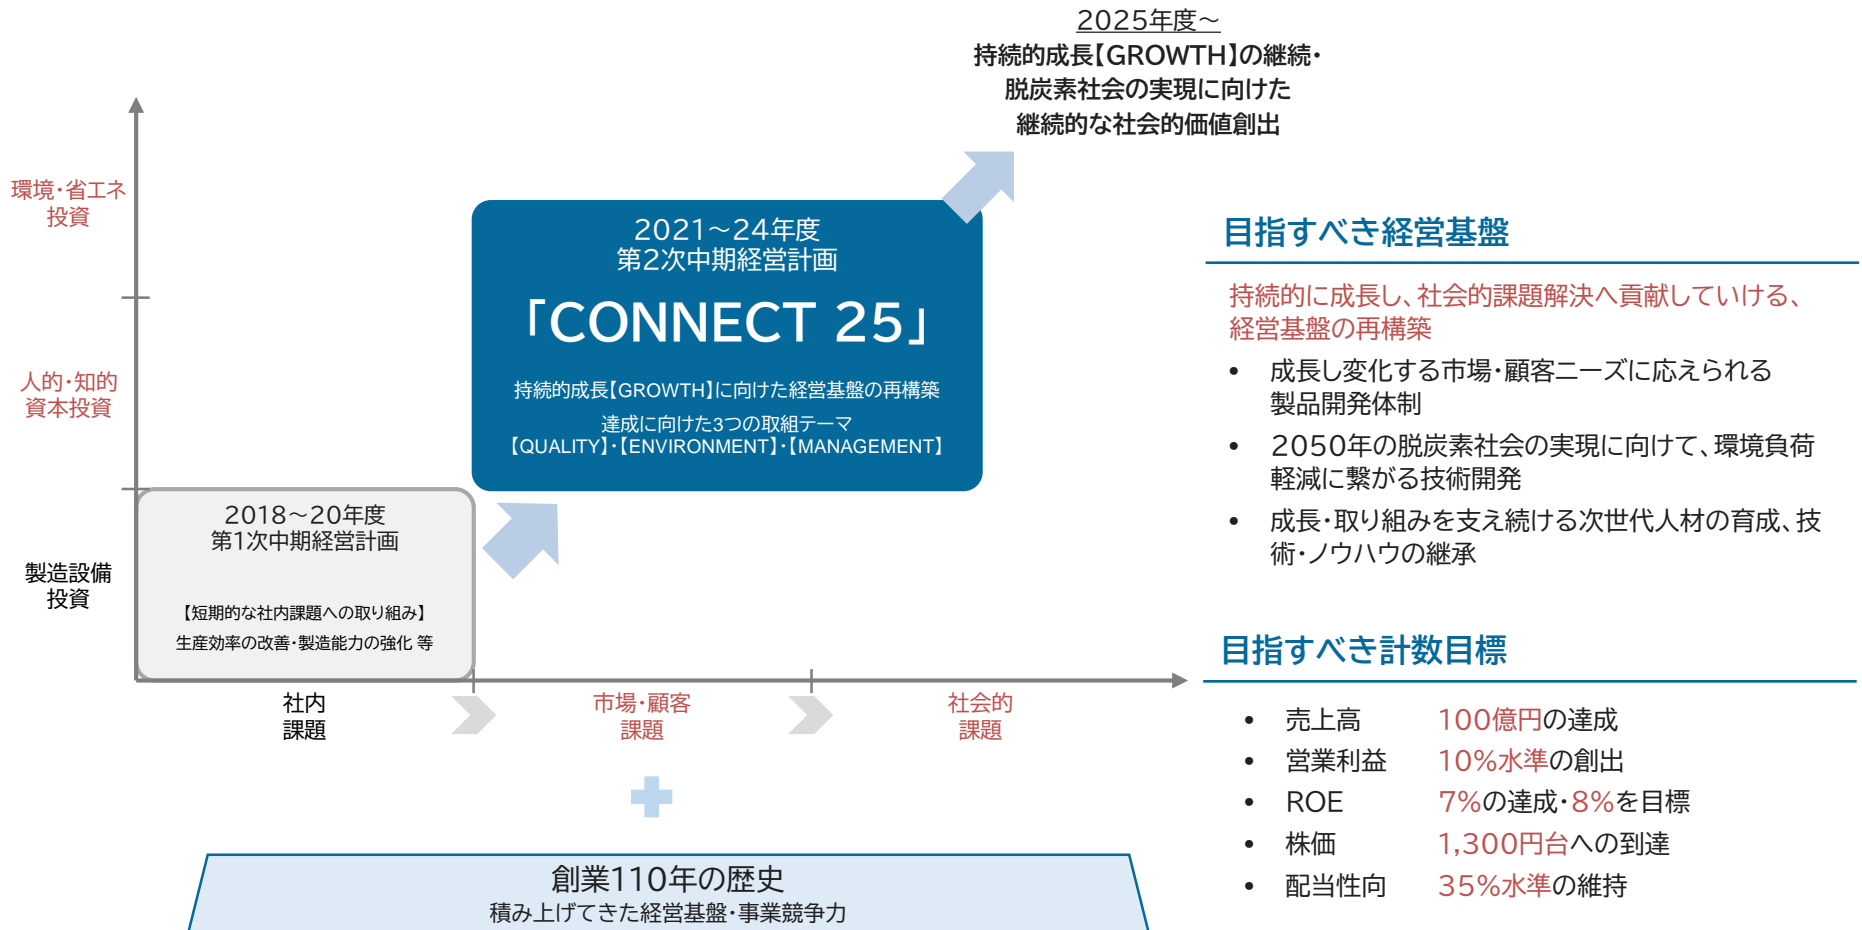 2025年度～
持続的成長【GROWTH】の継続・
脱炭素社会の実現に向けた
継続的な社会的価値創出
環境・省エネ
投資
人的・知的
資本投資
製造設備
投資
2021～24年度
第2次中期経営計画
「CONNECT 25」
持続的成長【GROWTH】に向けた経営基盤の再構築
達成に向けた3つの取組テーマ
【QUALITY】・【ENVIRONMENT】・【MANAGEMENT】
2018～20年度
第1次中期経営計画
【短期的な社内課題への取り組み】
生産効率の改善・製造能力の強化 等
社内
課題
市場・顧客
課題
社会的
課題
創業110年の歴史
積み上げてきた経営基盤・事業競争力
目指すべき経営基盤
持続的に成長し、社会的課題解決へ貢献していける、
経営基盤の再構築
• 成長し変化する市場・顧客ニーズに応えられる
製品開発体制
• 2050年の脱炭素社会の実現に向けて、環境負荷
軽減に繋がる技術開発
• 成長・取り組みを支え続ける次世代人材の育成、技
術・ノウハウの継承
目指すべき計数目標
• 売上高 100億円の達成
• 営業利益 10%水準の創出
• ROE 7%の達成・8%を目標
• 株価 1,300円台への到達
• 配当性向 35%水準の維持